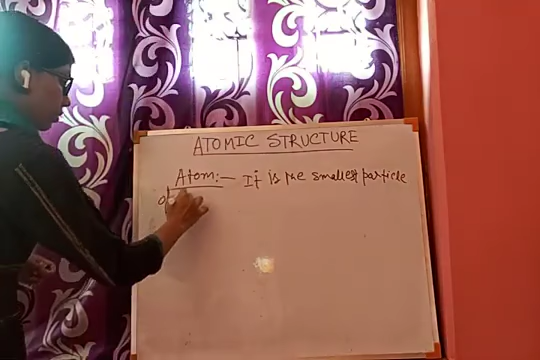 ATOMIC STRUCTURE
Atom:- It is the smallest particle
of